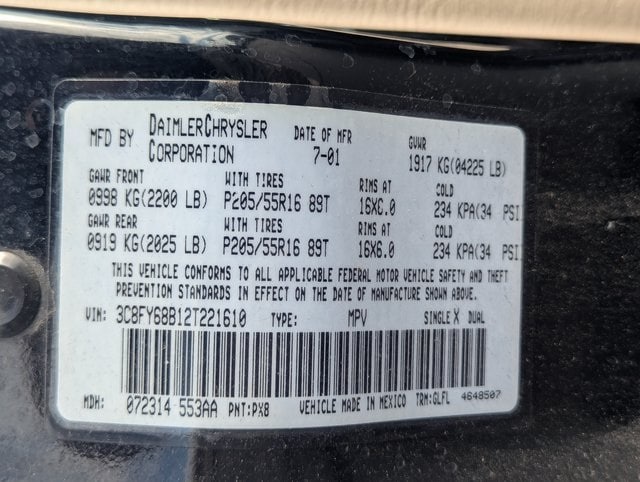 MFD BY DAIMLERCHRYSLER CORPORATION DATE OF MFR 7-01 GVWR 1917 KG(04225 LB)
GAWR FRONT WITH TIRES RIMS AT COLD
0998 KG(2200 LB) P205/55R16 89T 16X6.0 234 KPA(34 PSI
GAWR REAR WITH TIRES RIMS AT COLD
0919 KG(2025 LB) P205/55R16 89T 16X6.0 234 KPA(34 PSI
THIS VEHICLE CONFORMS TO ALL APPLICABLE FEDERAL MOTOR VEHICLE SAFETY AND THEFT
PREVENTION STANDARDS IN EFFECT ON THE DATE OF MANUFACTURE SHOWN ABOVE.
VIN: 3C8FY68B12T221610 TYPE: MPV SINGLE X DUAL
MDH: 072314 553AA PNT:PX8 VEHICLE MADE IN MEXICO TRM:GLFL 4648507